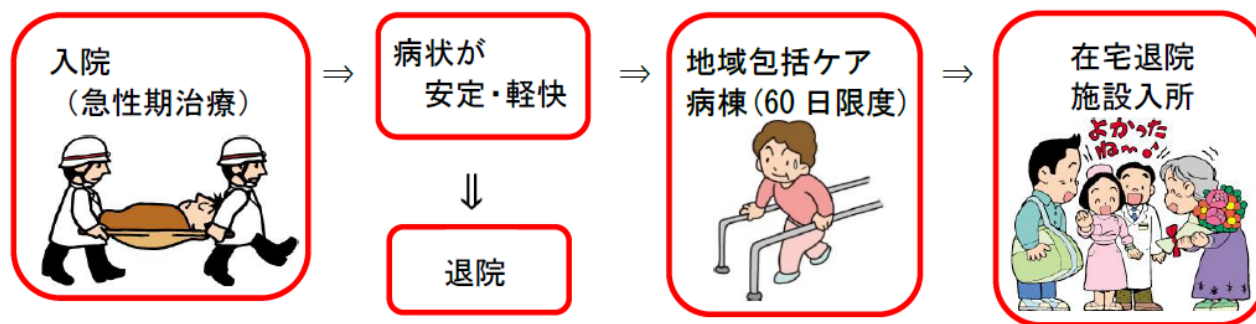 入院
（急性期治療）
⇒
病状が
安定・軽快
⇓
退院
⇒
地域包括ケア
病棟(60日限度)
⇒
在宅退院
施設入所
よかった
ね〜♪